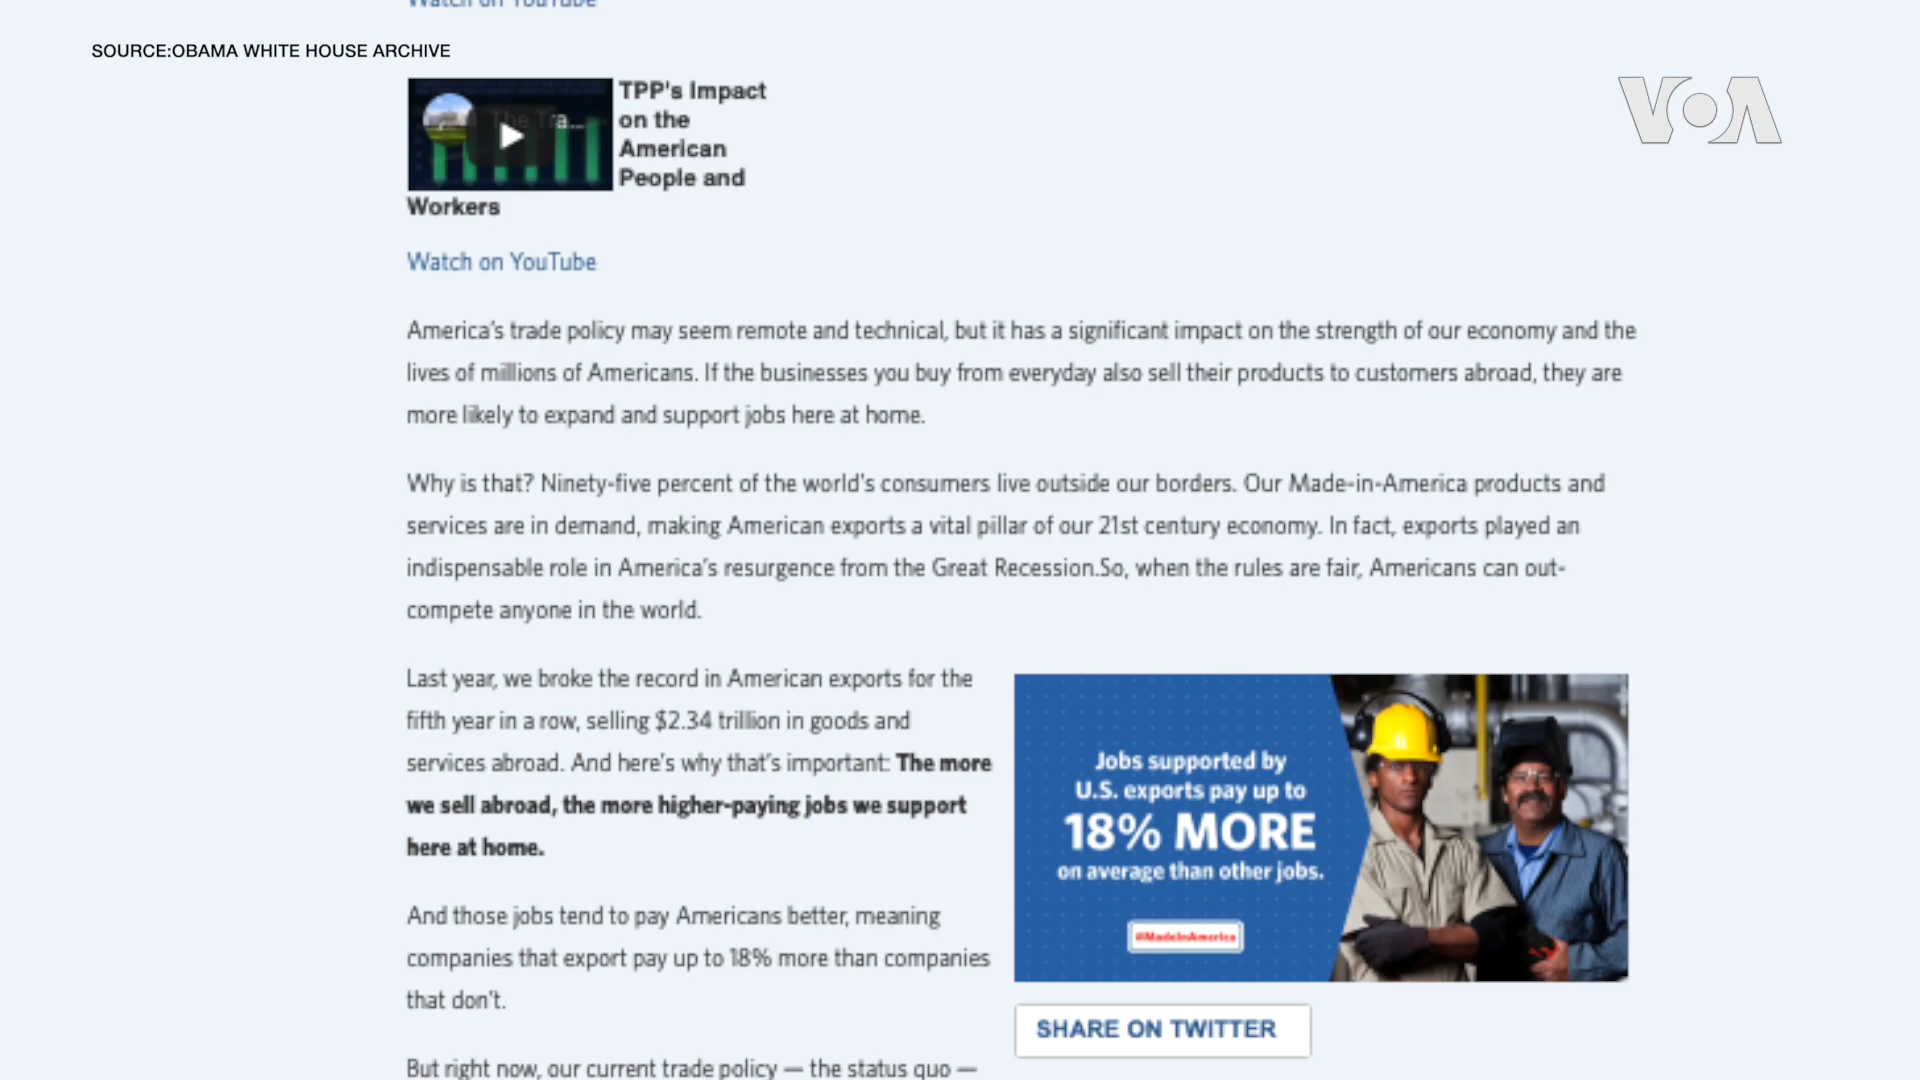 Watch on YouTube
SOURCE:OBAMA WHITE HOUSE ARCHIVE
VOA
The Tra...
TPP's Impact
on the
American
People and
Workers
Watch on YouTube
America's trade policy may seem remote and technical, but it has a significant impact on the strength of our economy and the
lives of millions of Americans. If the businesses you buy from everyday also sell their products to customers abroad, they are
more likely to expand and support jobs here at home.
Why is that? Ninety-five percent of the world's consumers live outside our borders. Our Made-in-America products and
services are in demand, making American exports a vital pillar of our 21st century economy. In fact, exports played an
indispensable role in America's resurgence from the Great Recession.So, when the rules are fair, Americans can out-
compete anyone in the world.
Last year, we broke the record in American exports for the
fifth year in a row, selling $2.34 trillion in goods and
services abroad. And here's why that's important: The more
we sell abroad, the more higher-paying jobs we support
here at home.
And those jobs tend to pay Americans better, meaning
companies that export pay up to 18% more than companies
that don't.
But right now, our current trade policy — the status quo —
Jobs supported by
U.S. exports pay up to
18% MORE
on average than other jobs.
#MadeInAmerica
SHARE ON TWITTER